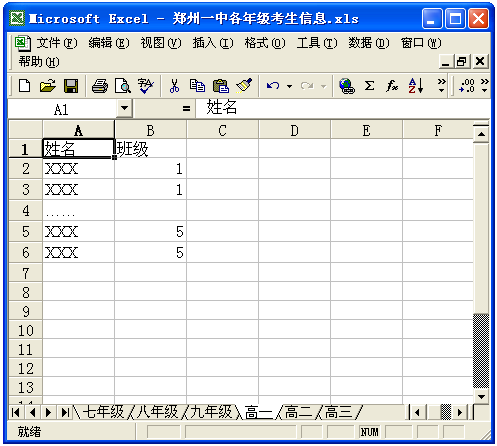 Microsoft Excel - 郑州一中各年级考生信息.xls
文件(F) 编辑(E) 视图(V) 插入(I) 格式(O) 工具(T) 数据(D) 窗口(W)
帮助(H)
A1 = 姓名
A B C D E F
1 姓名 班级
2 XXX 1
3 XXX 1
4 ……
5 XXX 5
6 XXX 5
7
8
9
10
11
12
13
七年级 八年级 九年级 高一 高二 高三
就绪 NUM